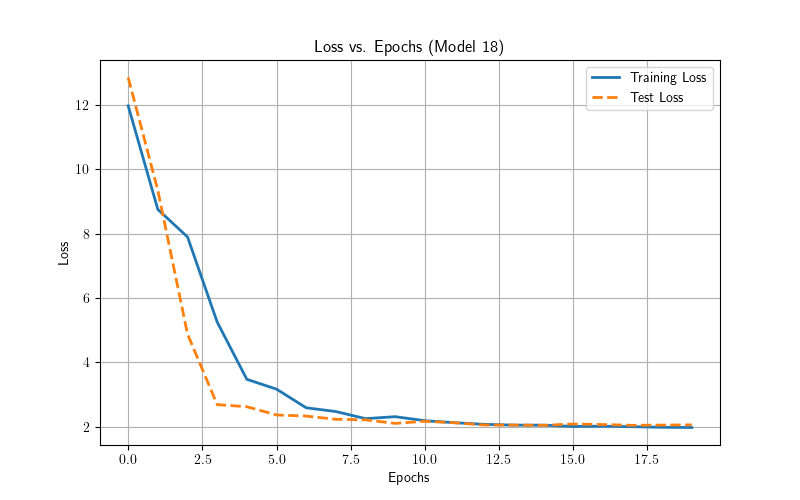 Loss vs. Epochs (Model 18)
Training Loss
Test Loss
12
10
8
6
4
2
Loss
0.0 2.5 5.0 7.5 10.0 12.5 15.0 17.5
Epochs